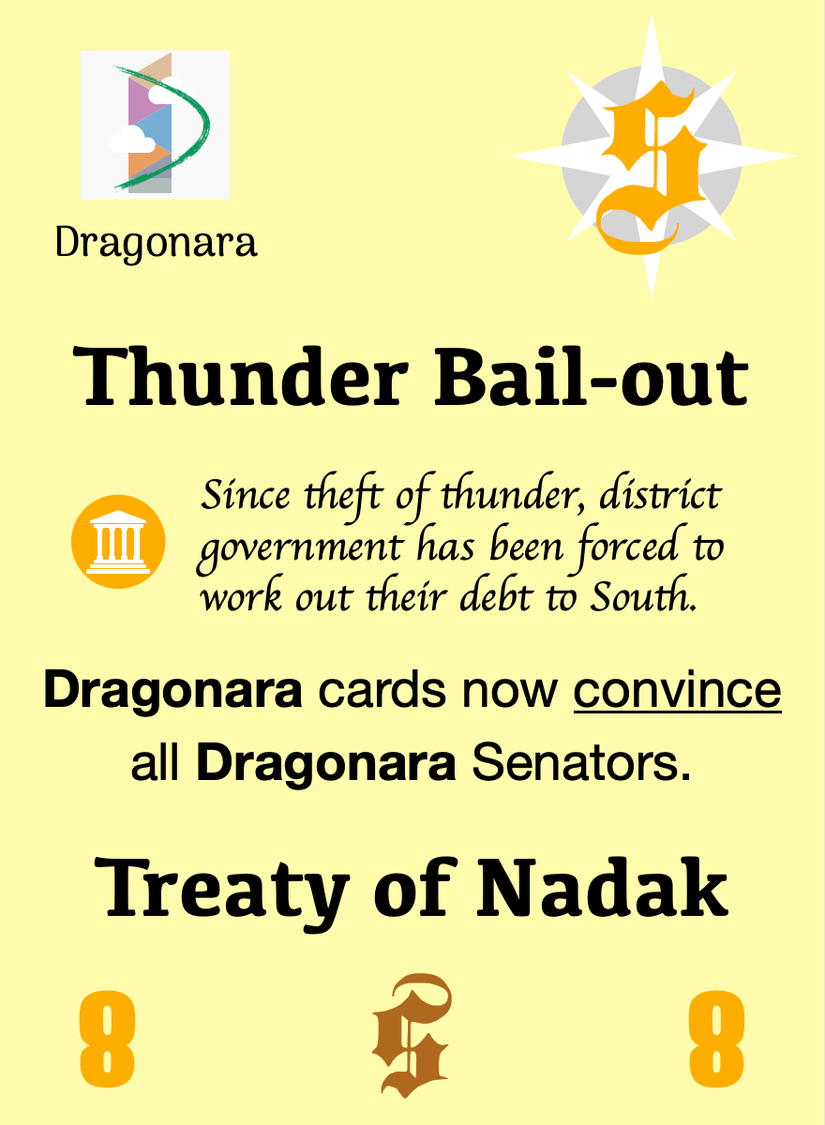 S
Dragonara
Thunder Bail-out
Since theft of thunder, district
government has been forced to
work out their debt to South.
Dragonara cards now convince
all Dragonara Senators.
Treaty of Nadak
8 S 8